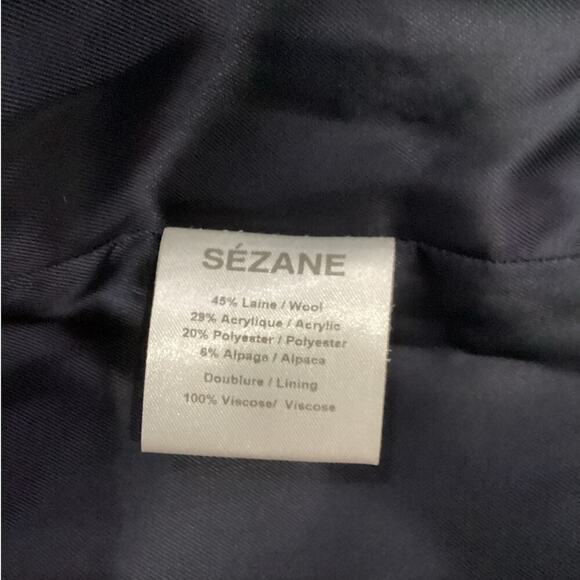 SÉZANE
45% Laine / Wool
29% Acrylique / Acrylic
20% Polyester / Polyester
6% Alpaga / Alpaca
Doublure / Lining
100% Viscose/ Viscose